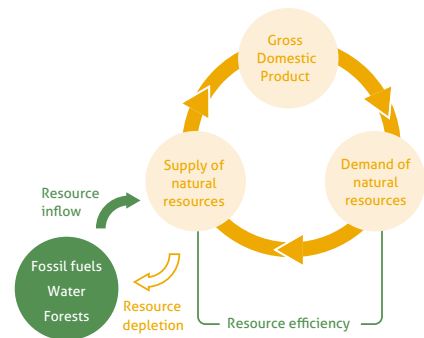 Gross
Domestic
Product
Supply of
natural
resources
Demand of
natural
resources
Resource
inflow
Fossil fuels
Water
Forests
Resource
depletion
Resource efficiency